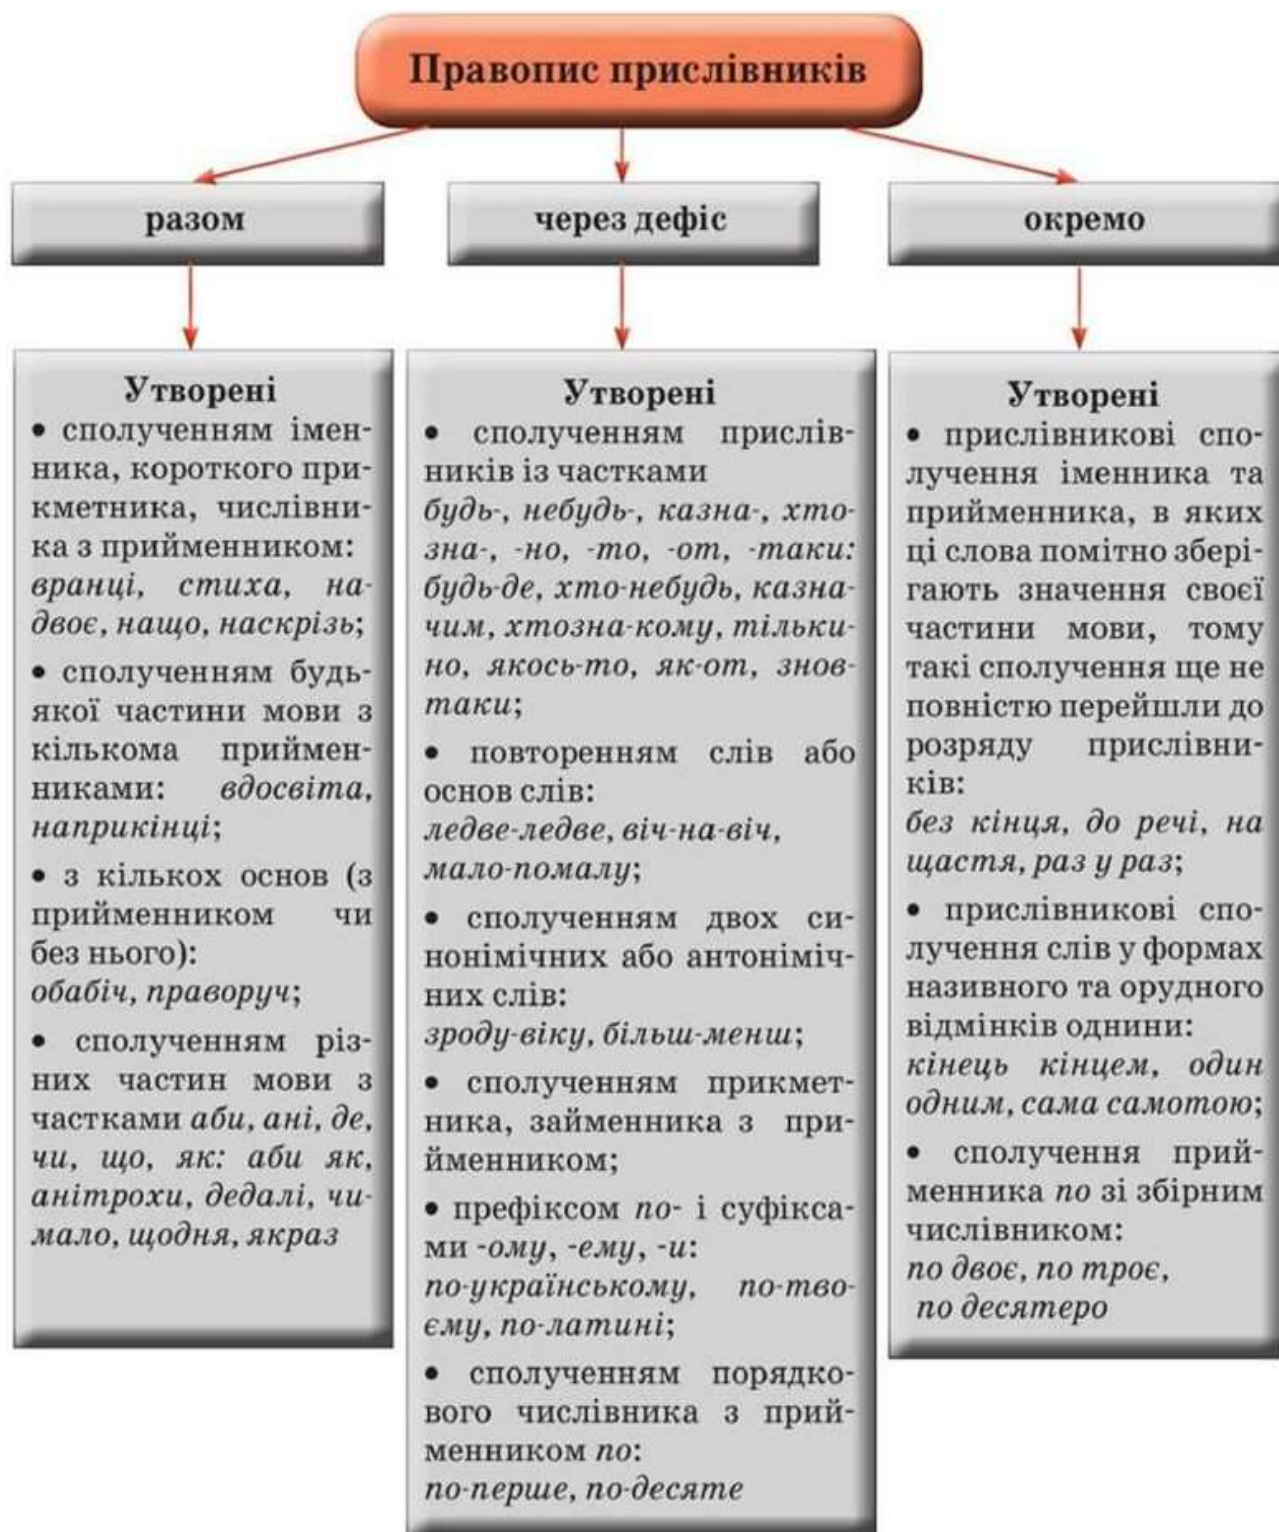 Правопис прислівників
разом
через дефіс
окремо
Утворені
• сполученням імен-
ника, короткого при-
кметника, числівни-
ка з прийменником:
вранці, стиха, на-
двоє, нащо, наскрізь;
• сполученням будь-
якої частини мови з
кількома приймен-
никами: вдосвіта,
наприкінці;
• з кількох основ (з
прийменником чи
без нього):
обабіч, праворуч;
• сполученням різ-
них частин мови з
частками аби, ані, де,
чи, що, як: аби як,
анітрохи, дедалі, чи-
мало, щодня, якраз
Утворені
• сполученням прислів-
ників із частками
будь-, небудь-, казна-, хто-
зна-, -но, -то, -от, -таки:
будь-де, хто-небудь, казна-
чим, хтозна-кому, тільки-
но, якось-то, як-от, знов-
таки;
• повторенням слів або
основ слів:
ледве-ледве, віч-на-віч,
мало-помалу;
• сполученням двох си-
нонімічних або антоніміч-
них слів:
зроду-віку, більш-менш;
• сполученням прикмет-
ника, займенника з при-
йменником;
• префіксом по- і суфікса-
ми -ому, -ему, -и:
по-українському, по-тво-
єму, по-латині;
• сполученням порядко-
вого числівника з прий-
менником по:
по-перше, по-десяте
Утворені
• прислівникові спо-
лучення іменника та
прийменника, в яких
ці слова помітно збері-
гають значення своєї
частини мови, тому
такі сполучення ще не
повністю перейшли до
розряду прислівни-
ків:
без кінця, до речі, на
щастя, раз у раз;
• прислівникові спо-
лучення слів у формах
називного та орудного
відмінків однини:
кінець кінцем, один
одним, сама самотою;
• сполучення прий-
менника по зі збірним
числівником:
по двоє, по троє,
по десятеро